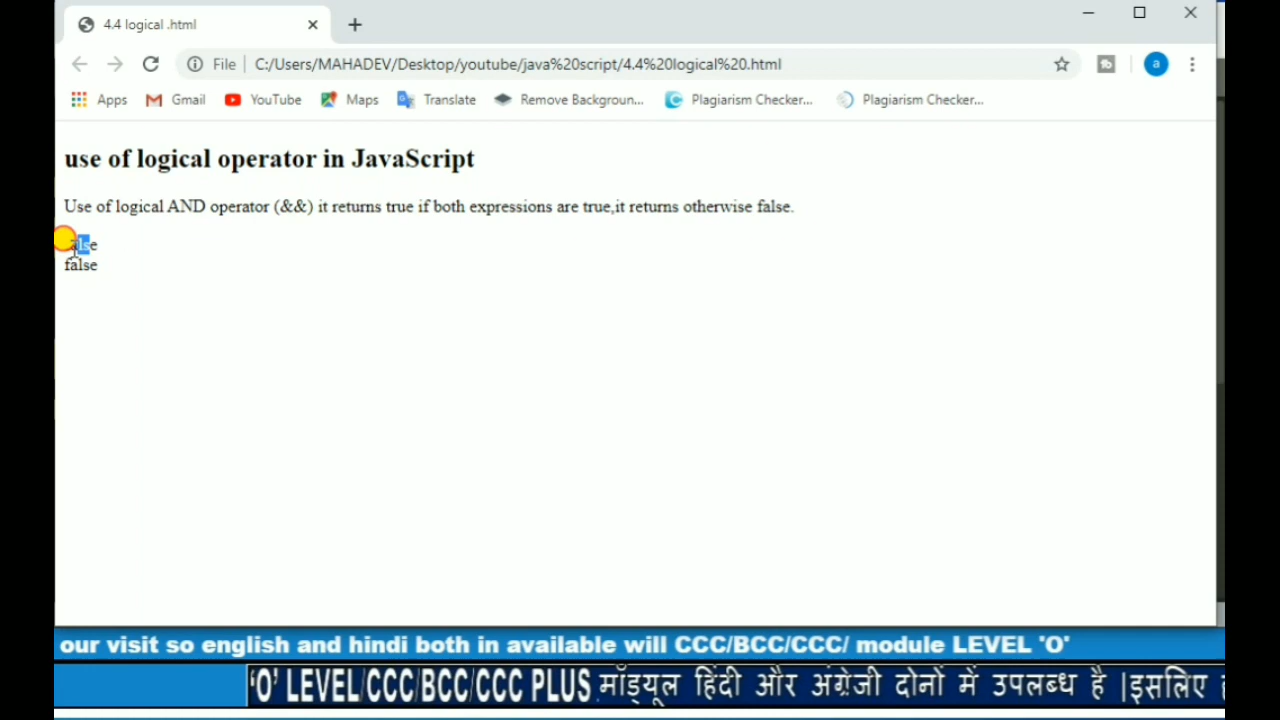 4.4 logical .html
File C:/Users/MAHADEV/Desktop/youtube/java%20script/4.4%20logical%20.html a
Apps Gmail YouTube Maps Translate Remove Backgroun... Plagiarism Checker... Plagiarism Checker...
use of logical operator in JavaScript
Use of logical AND operator (&&) it returns true if both expressions are true,it returns otherwise false.
alse
false
our visit so english and hindi both in available will CCC/BCC/CCC/ module LEVEL 'O'
'O' LEVEL/CCC/BCC/CCC PLUS मॉड्यूल हिंदी और अंग्रेजी दोनों में उपलब्ध है |इसलिए